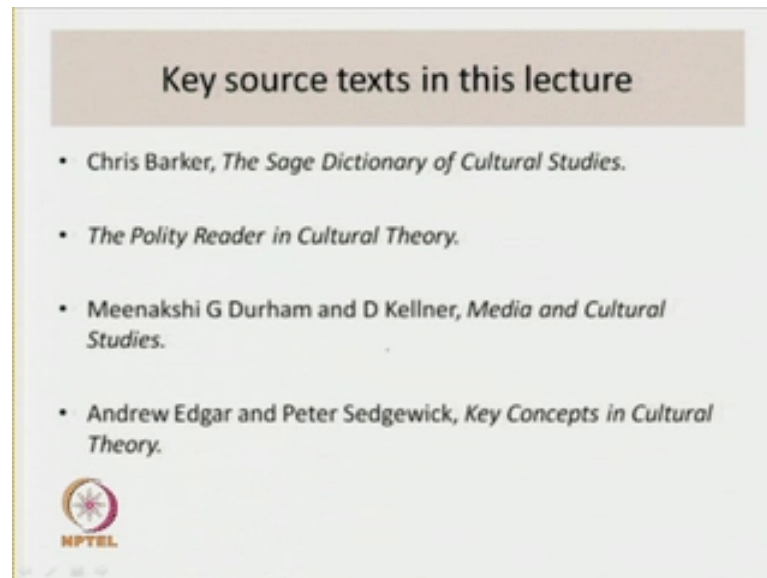 Key source texts in this lecture
• Chris Barker, The Sage Dictionary of Cultural Studies.
• The Polity Reader in Cultural Theory.
• Meenakshi G Durham and D Kellner, Media and Cultural
Studies.
• Andrew Edgar and Peter Sedgewick, Key Concepts in Cultural
Theory.
NPTEL